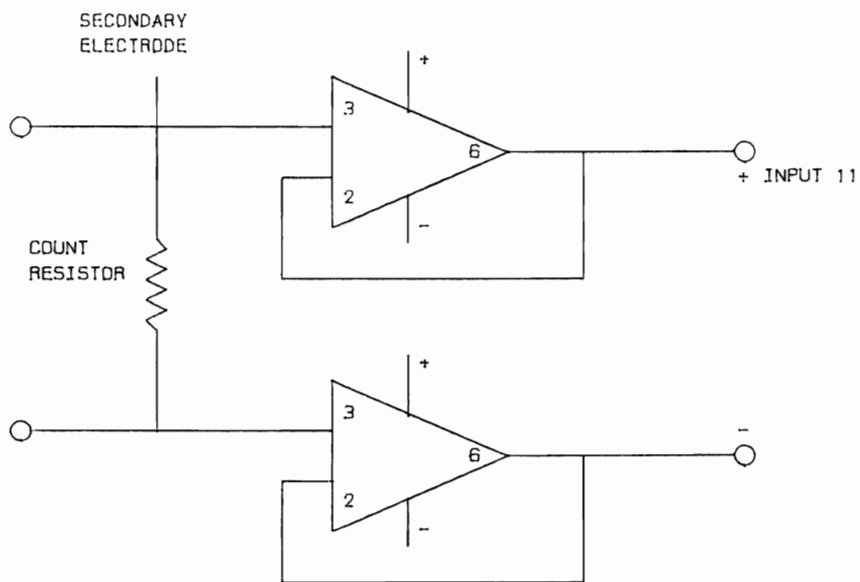 SECONDARY
ELECTRODE
+
3
6
2
-
+ INPUT 11
COUNT
RESISTOR
+
3
6
2
-
-